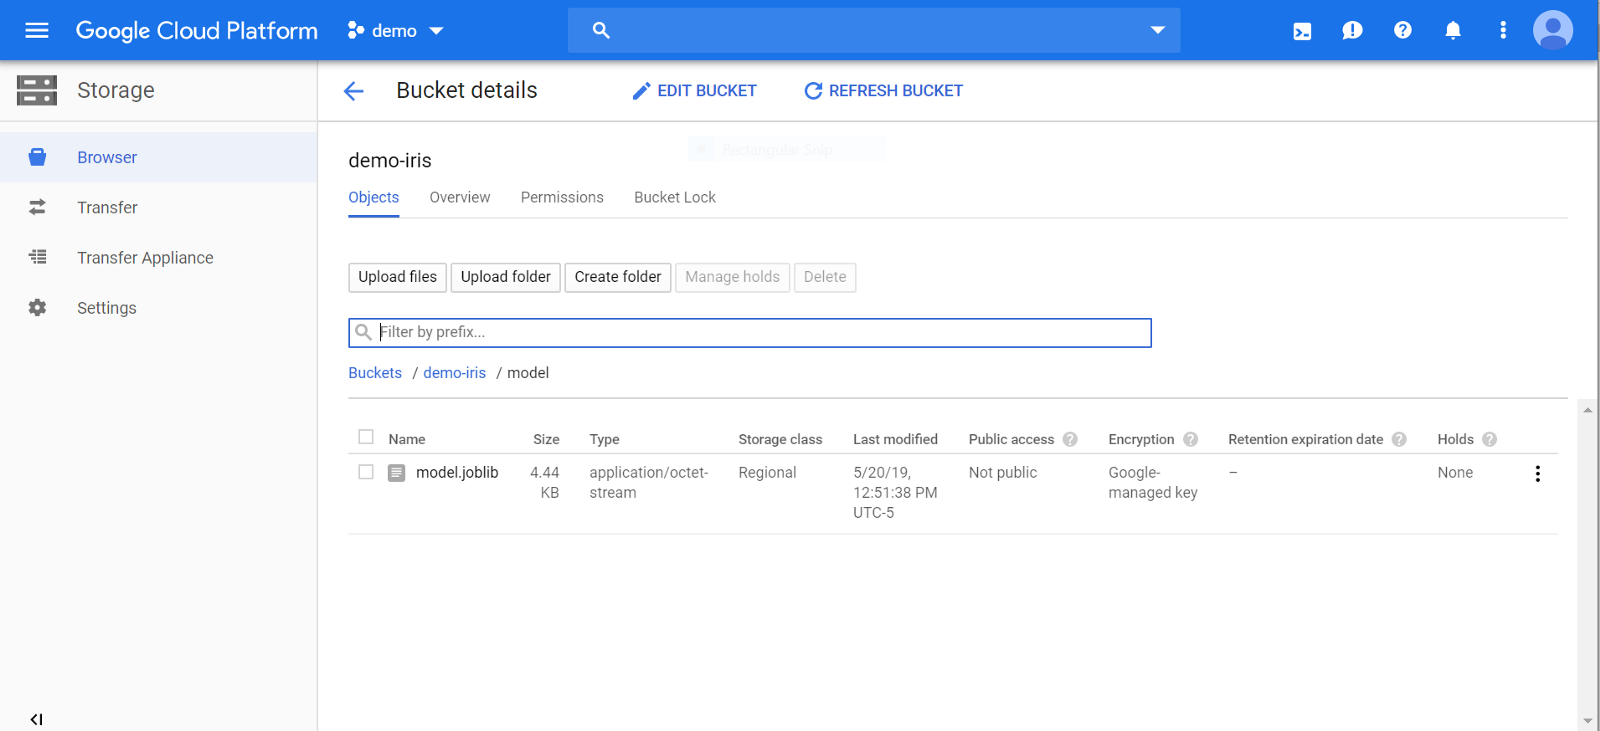 Google Cloud Platform demo
Storage
Bucket details EDIT BUCKET REFRESH BUCKET
Browser
Transfer
Transfer Appliance
Settings
Rectangular Snip
demo-iris
Objects Overview Permissions Bucket Lock
Upload files Upload folder Create folder Manage holds Delete
Filter by prefix...
Buckets / demo-iris / model
Name Size Type Storage class Last modified Public access ? Encryption ? Retention expiration date ? Holds ?
model.joblib 4.44 application/octet- Regional 5/20/19, Not public Google- – None
KB stream 12:51:38 PM managed key
UTC-5